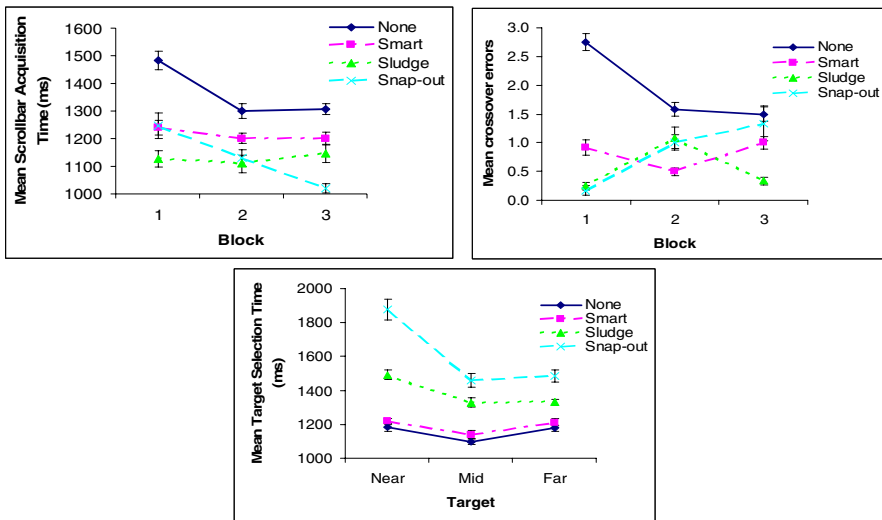 Mean Scrollbar Acquisition
Time (ms)
1600
1500
1400
1300
1200
1100
1000
1
2
3
Block
None
Smart
Sludge
Snap-out
Mean crossover errors
3.0
2.5
2.0
1.5
1.0
0.5
0.0
1
2
3
Block
None
Smart
Sludge
Snap-out
Mean Target Selection Time
(ms)
2000
1800
1600
1400
1200
1000
Near
Mid
Far
Target
None
Smart
Sludge
Snap-out